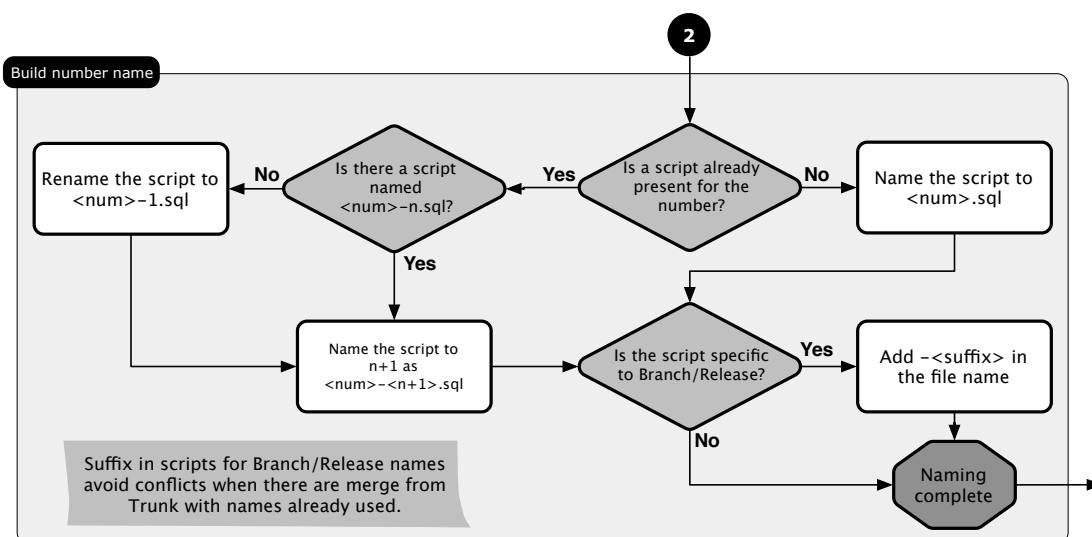 2
Build number name
Is a script already
present for the
number?
Yes
No
Is there a script
named
<num>-n.sql?
No
Yes
Rename the script to
<num>-1.sql
Name the script to
<num>.sql
Name the script to
n+1 as
<num>-<n+1>.sql
Is the script specific
to Branch/Release?
Yes
No
Add -<suffix> in
the file name
Suffix in scripts for Branch/Release names
avoid conflicts when there are merge from
Trunk with names already used.
Naming
complete